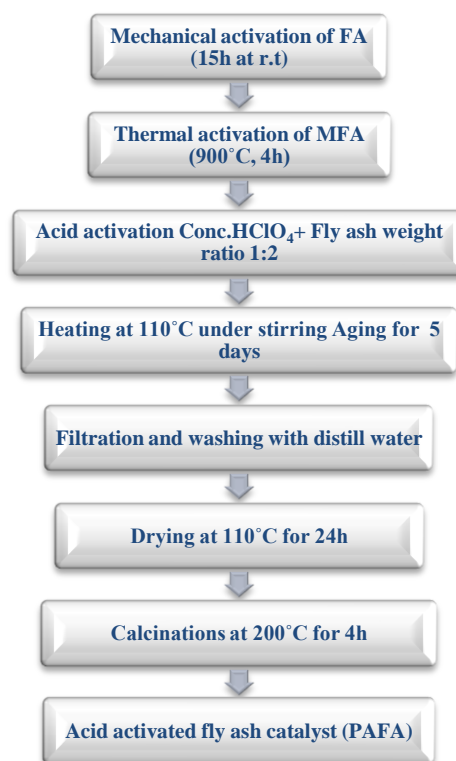 Mechanical activation of FA
(15h at r.t)
Thermal activation of MFA
(900˚C, 4h)
Acid activation Conc.HClO₄+ Fly ash weight
ratio 1:2
Heating at 110˚C under stirring Aging for 5
days
Filtration and washing with distill water
Drying at 110˚C for 24h
Calcinations at 200˚C for 4h
Acid activated fly ash catalyst (PAFA)